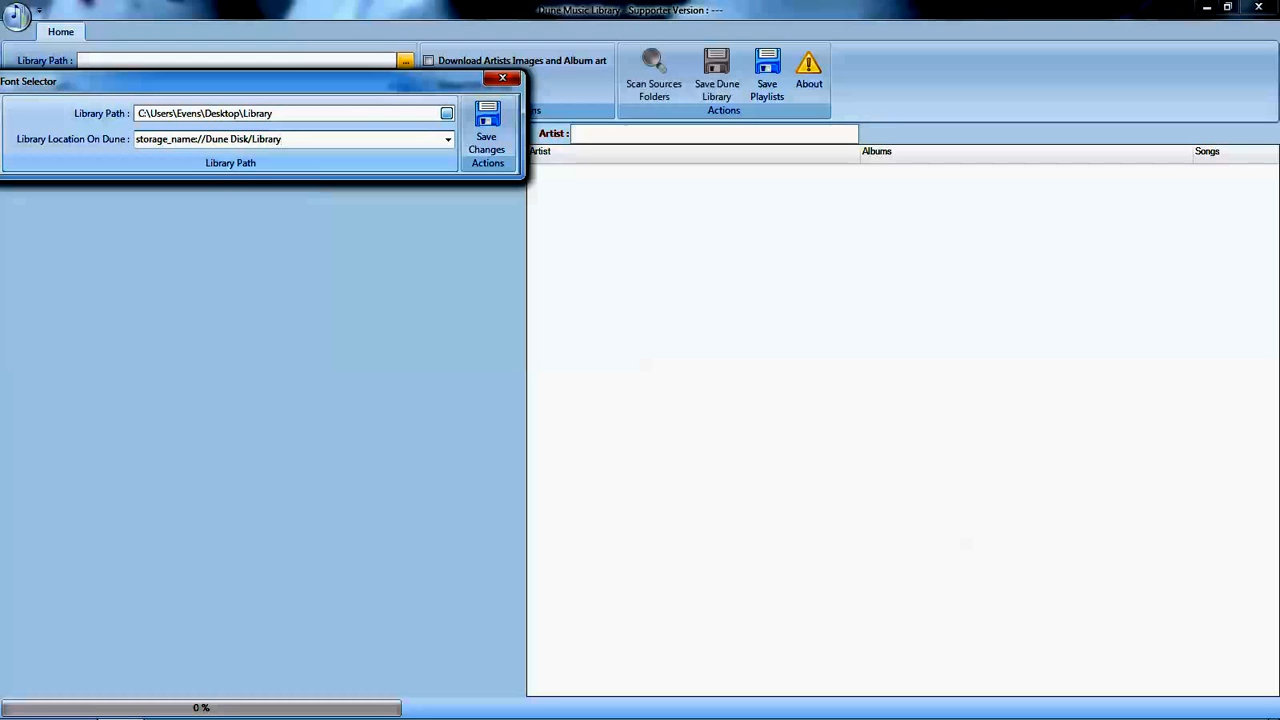 Dune Music Library - Supporter Version : ---
Home
Library Path :
...
Download Artists Images and Album art
Scan Sources Folders
Save Dune Library
Save Playlists
About
Actions
Font Selector
Library Path : C:\Users\Evens\Desktop\Library
Library Location On Dune : storage_name://Dune Disk/Library
Library Path
Save Changes
Actions
Artist :
Artist Albums Songs
0 %